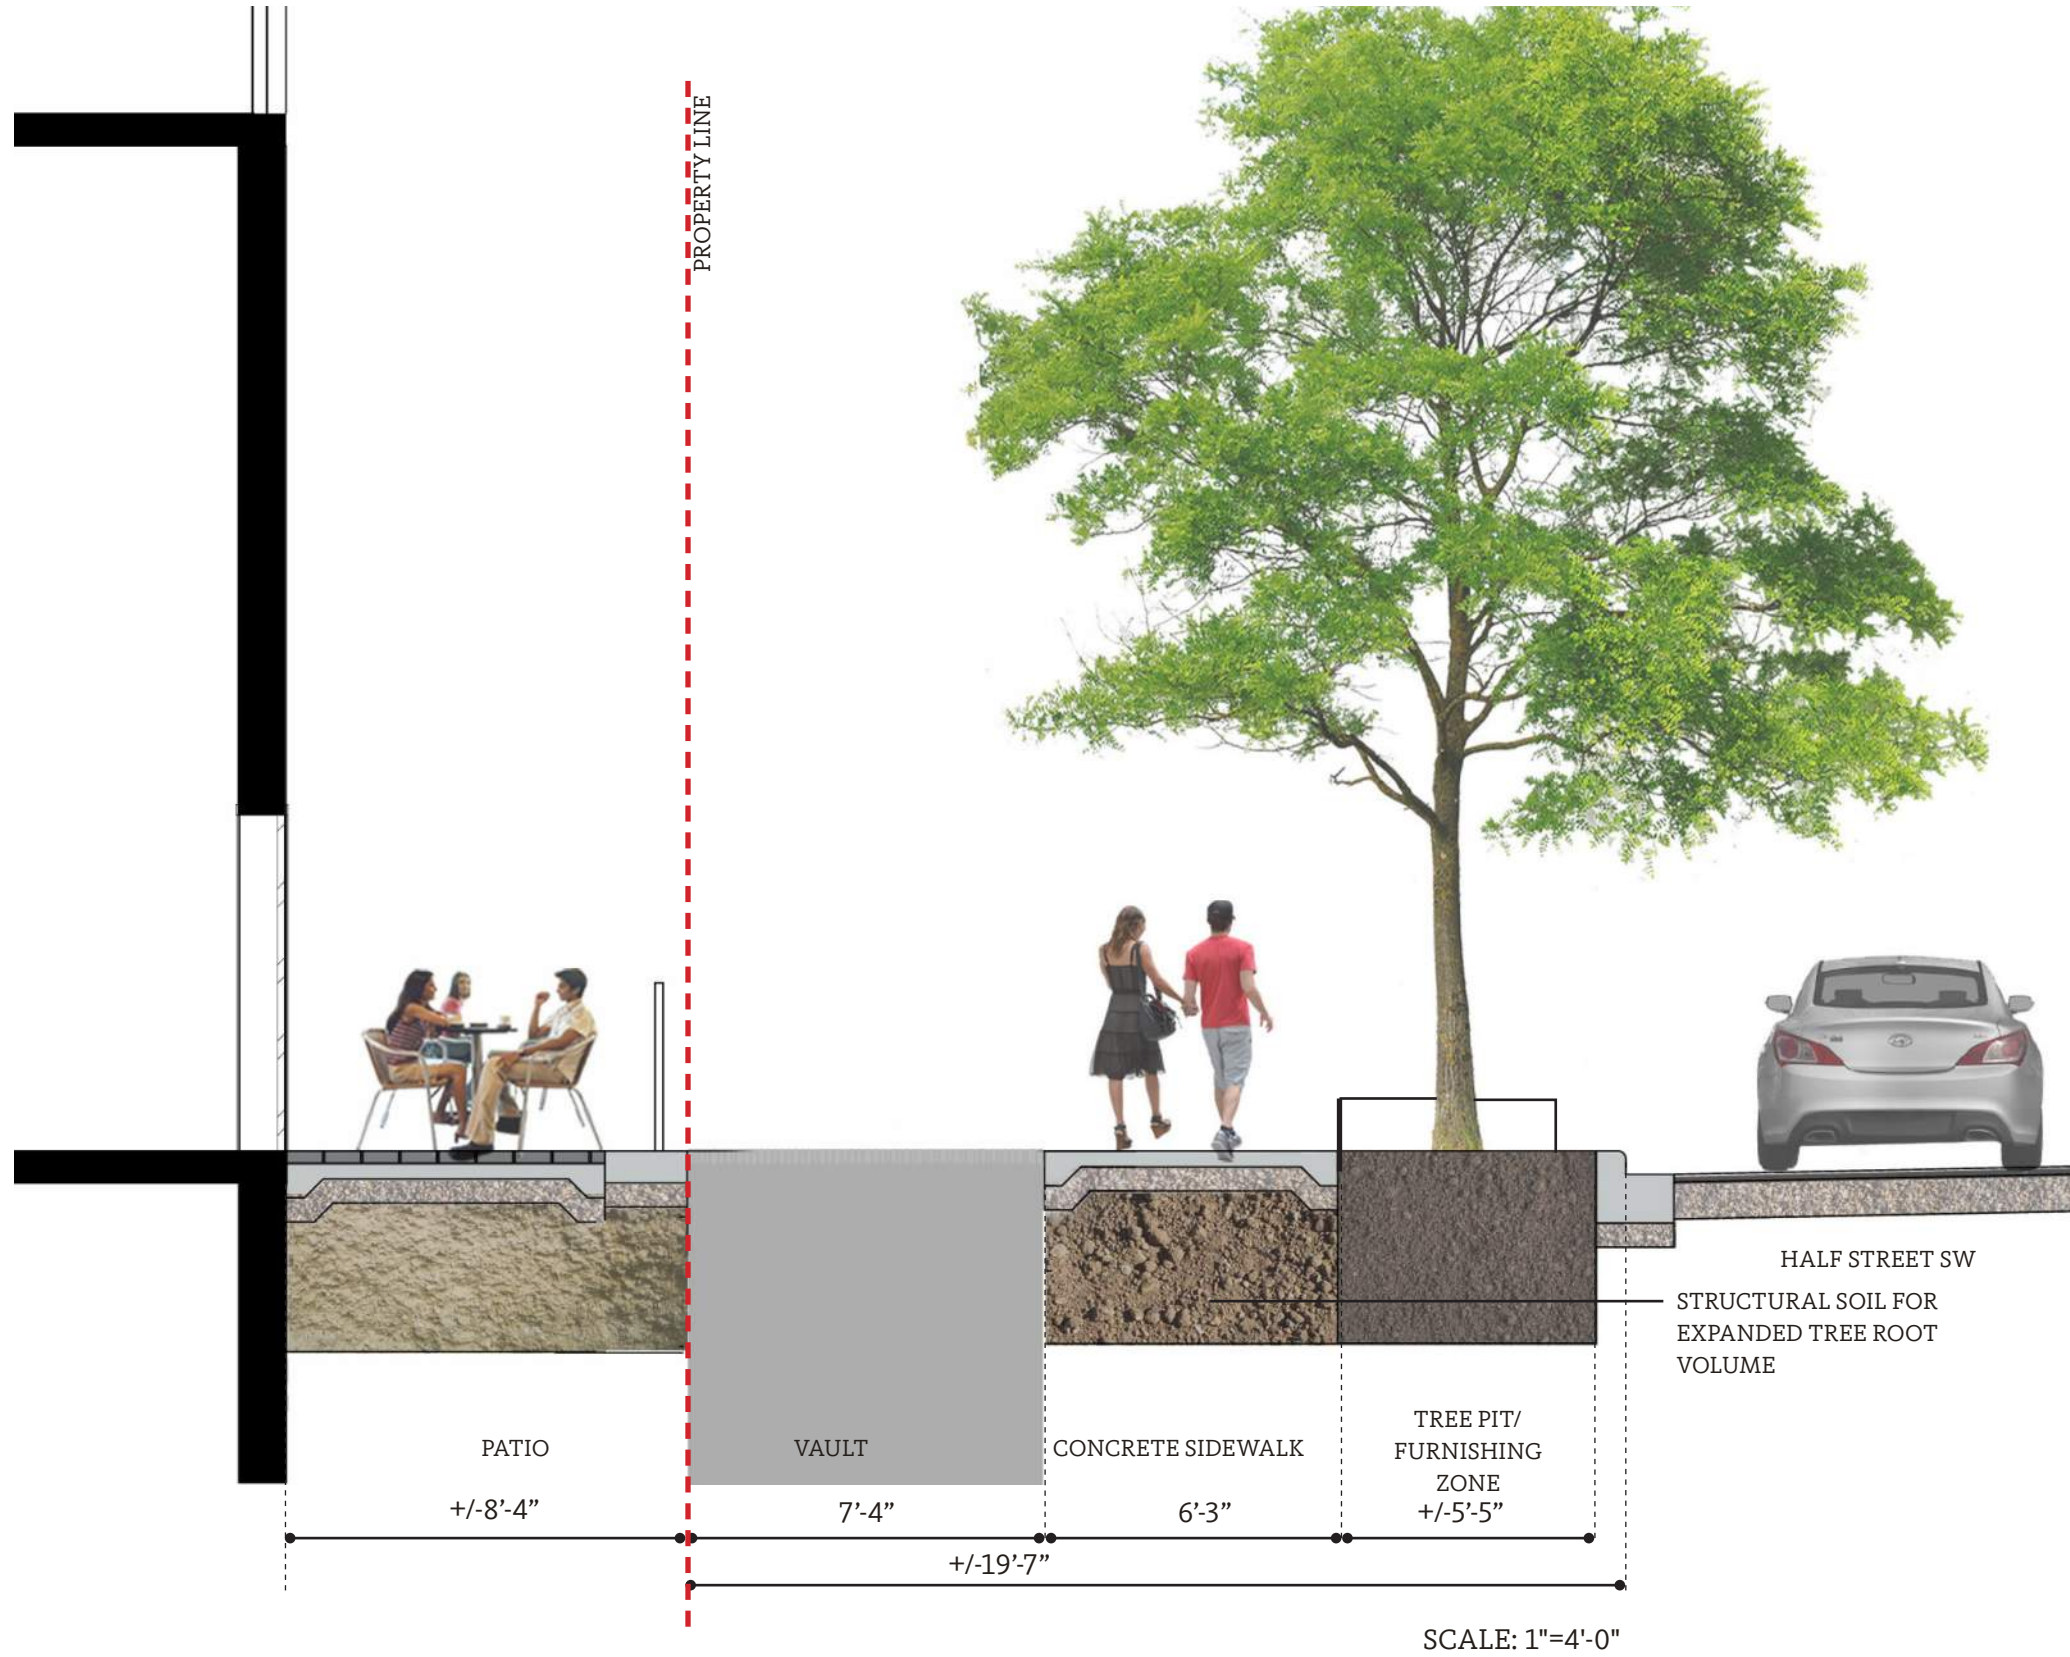 PROPERTY LINE
HALF STREET SW
STRUCTURAL SOIL FOR
EXPANDED TREE ROOT
VOLUME
PATIO
VAULT
CONCRETE SIDEWALK
TREE PIT/
FURNISHING
ZONE
+/-8’-4”
7’-4”
6’-3”
+/-5’-5”
+/-19’-7”
SCALE: 1"=4'-0"